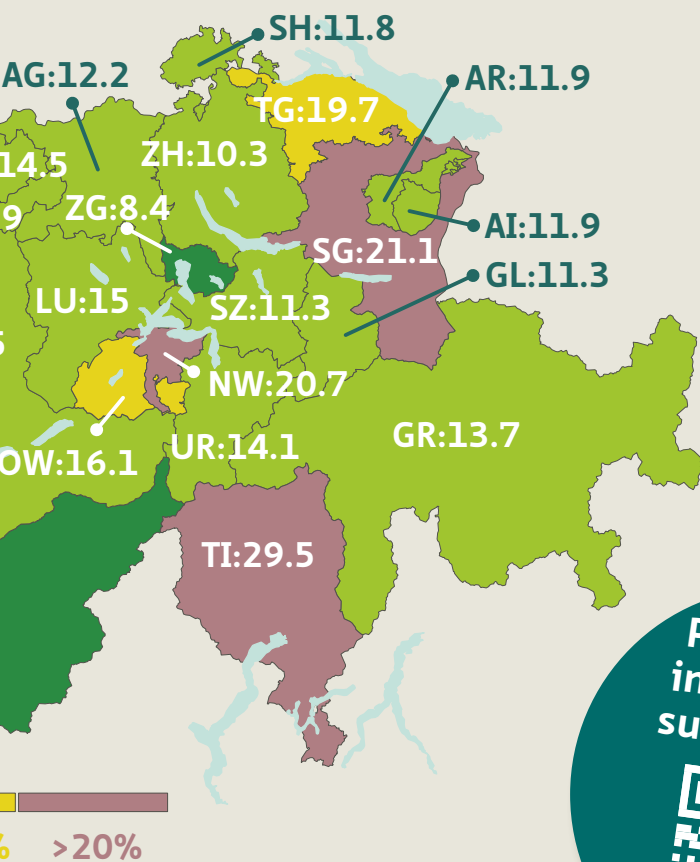 SH:11.8
AG:12.2
AR:11.9
TG:19.7
ZH:10.3
14.5
ZG:8.4
9
AI:11.9
SG:21.1
GL:11.3
LU:15
SZ:11.3
NW:20.7
GR:13.7
UR:14.1
OW:16.1
TI:29.5
in
su
% >20%